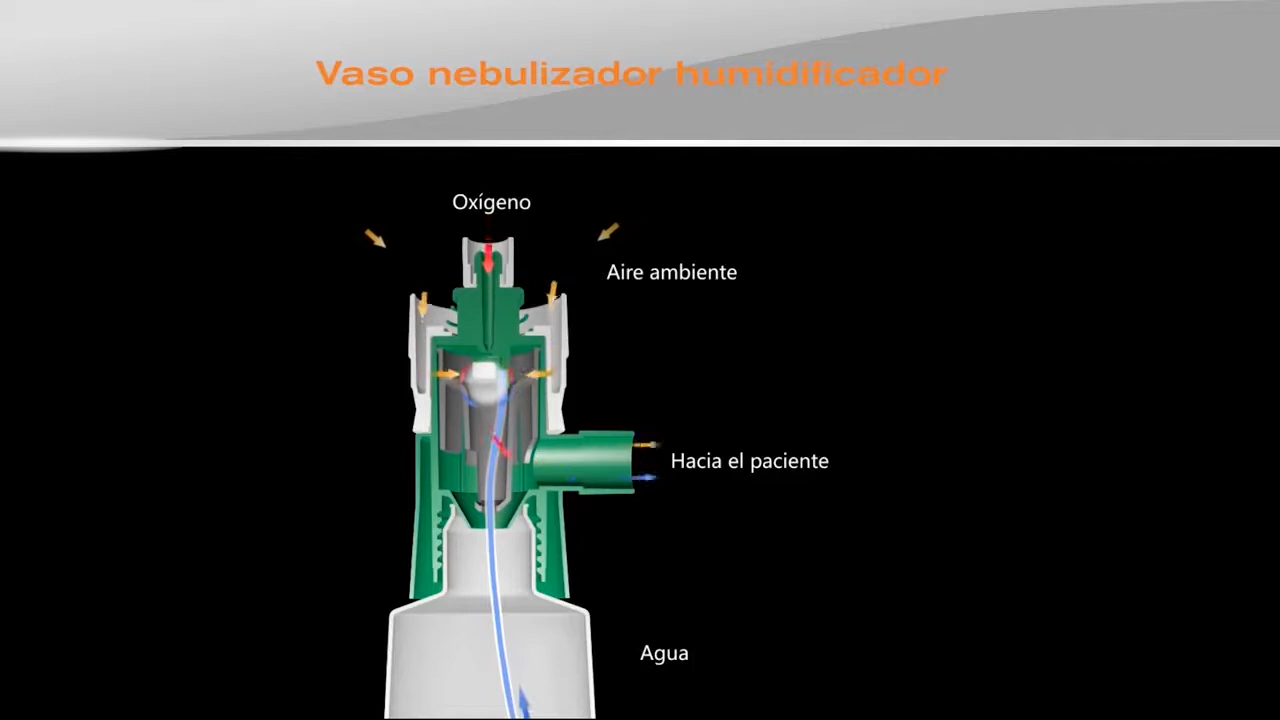 Vaso nebulizador humidificador
Oxígeno
Aire ambiente
Hacia el paciente
Agua